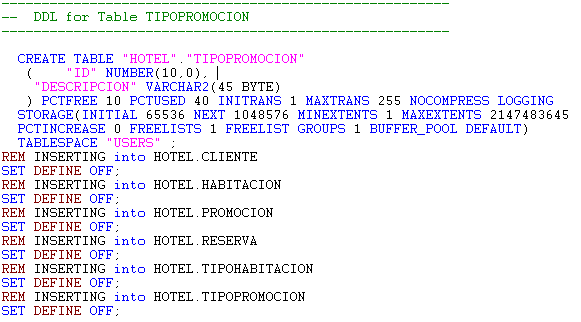 --------------------------------------------------------
--  DDL for Table TIPOPROMOCION
--------------------------------------------------------

  CREATE TABLE "HOTEL"."TIPOPROMOCION"
   (    "ID" NUMBER(10,0),
    "DESCRIPCION" VARCHAR2(45 BYTE)
   ) PCTFREE 10 PCTUSED 40 INITRANS 1 MAXTRANS 255 NOCOMPRESS LOGGING
  STORAGE(INITIAL 65536 NEXT 1048576 MINEXTENTS 1 MAXEXTENTS 2147483645
  PCTINCREASE 0 FREELISTS 1 FREELIST GROUPS 1 BUFFER_POOL DEFAULT)
  TABLESPACE "USERS" ;
REM INSERTING into HOTEL.CLIENTE
SET DEFINE OFF;
REM INSERTING into HOTEL.HABITACION
SET DEFINE OFF;
REM INSERTING into HOTEL.PROMOCION
SET DEFINE OFF;
REM INSERTING into HOTEL.RESERVA
SET DEFINE OFF;
REM INSERTING into HOTEL.TIPOHABITACION
SET DEFINE OFF;
REM INSERTING into HOTEL.TIPOPROMOCION
SET DEFINE OFF;